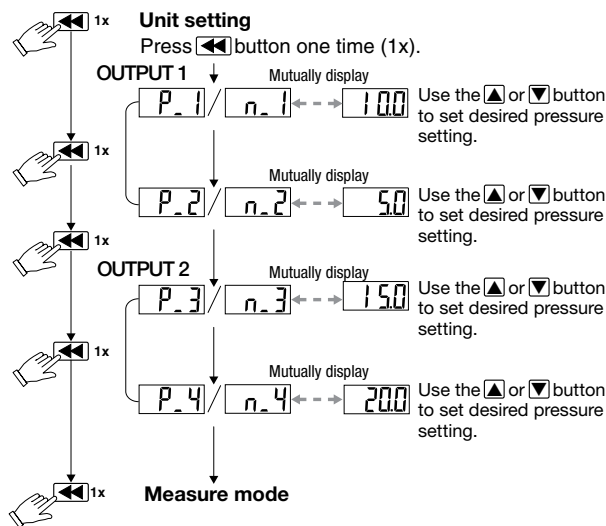 1x Unit setting
Press ◀◀ button one time (1x).
OUTPUT 1 Mutually display
P_1 / n_1 10.0 Use the ▲ or ▼ button
to set desired pressure
setting.
1x
Mutually display
P_2 / n_2 5.0 Use the ▲ or ▼ button
to set desired pressure
setting.
1x
OUTPUT 2 Mutually display
P_3 / n_3 15.0 Use the ▲ or ▼ button
to set desired pressure
setting.
1x
Mutually display
P_4 / n_4 20.0 Use the ▲ or ▼ button
to set desired pressure
setting.
1x Measure mode